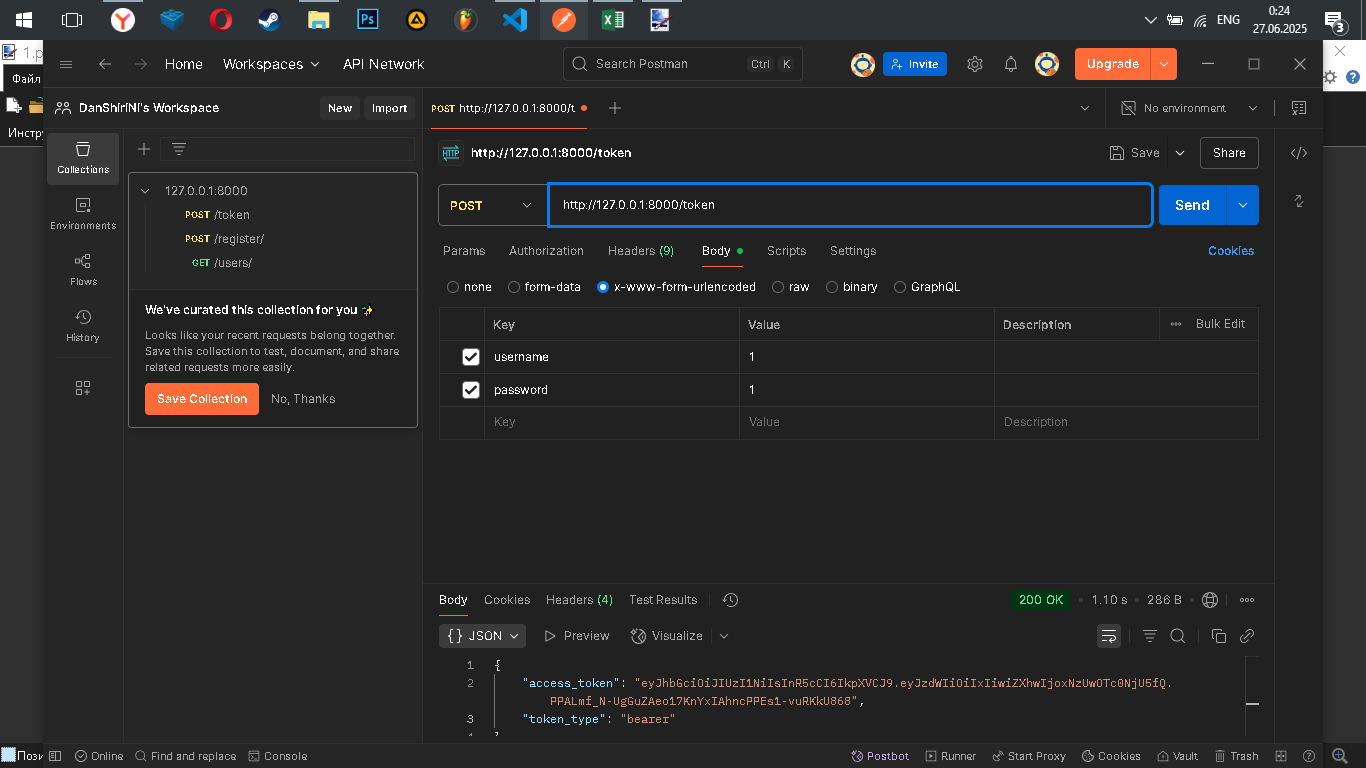 ENG
0:24
27.06.2025
3
1.p
Файл
Инстру
Пози
Home
Workspaces
API Network
Search Postman
Ctrl
K
Invite
Upgrade
DanShiriNi's Workspace
New
Import
POST http://127.0.0.1:8000/t
No environment
Collections
Environments
Flows
History
127.0.0.1:8000
POST /token
POST /register/
GET /users/
We've curated this collection for you ✨
Looks like your recent requests belong together.
Save this collection to test, document, and share
related requests more easily.
Save Collection
No, Thanks
HTTP
http://127.0.0.1:8000/token
Save
Share
POST
http://127.0.0.1:8000/token
Send
Params Authorization Headers (9) Body Scripts Settings Cookies
none form-data x-www-form-urlencoded raw binary GraphQL
Key Value Description Bulk Edit
username 1
password 1
Key Value Description
Body Cookies Headers (4) Test Results
200 OK 1.10 s 286 B
{} JSON Preview Visualize
1 {
2 "access_token": "eyJhbGciOiJIUzI1NiIsInR5cCI6IkpXVCJ9.eyJzdWIiOiIxIiwiZXhwIjoxNzUwOTc0NjU5fQ.
PPALmf_N-UgGuZAeo17KnYxIAhncPPEs1-vuRKkU868",
3 "token_type": "bearer"
Online Find and replace Console
Postbot Runner Start Proxy Cookies Vault Trash